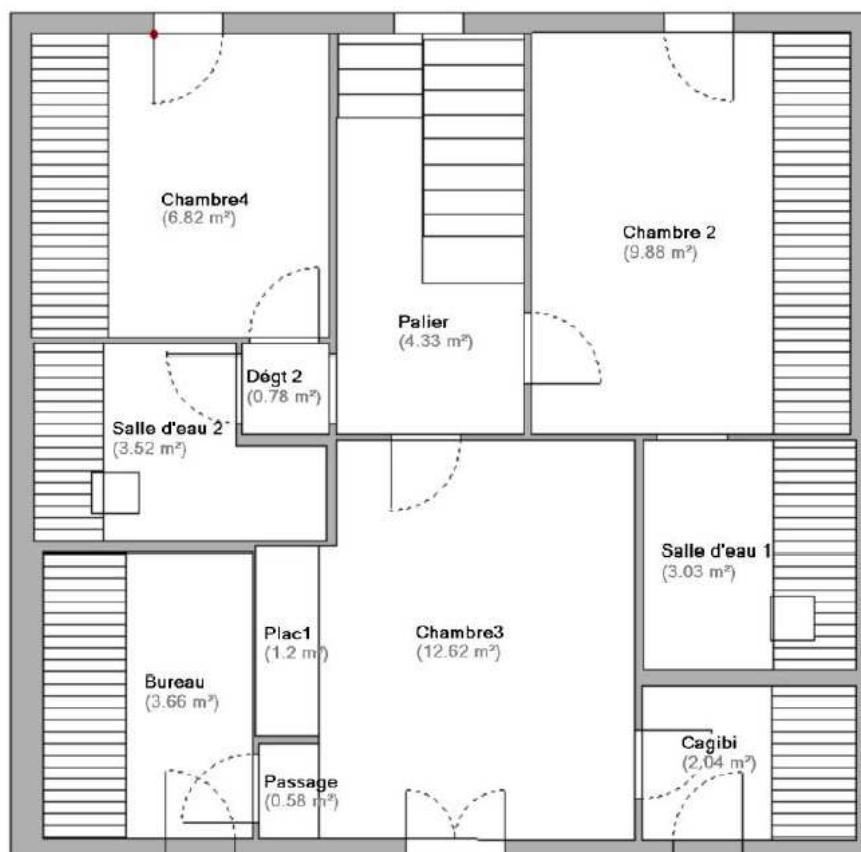 Chambre4
(6.82 m²)
Chambre 2
(9.88 m²)
Palier
(4.33 m²)
Dégt 2
(0.78 m²)
Salle d'eau 2
(3.52 m²)
Salle d'eau 1
(3.03 m²)
Plac1
(1.2 m²)
Chambre3
(12.62 m²)
Bureau
(3.66 m²)
Cagibi
(2,04 m²)
Passage
(0.58 m²)